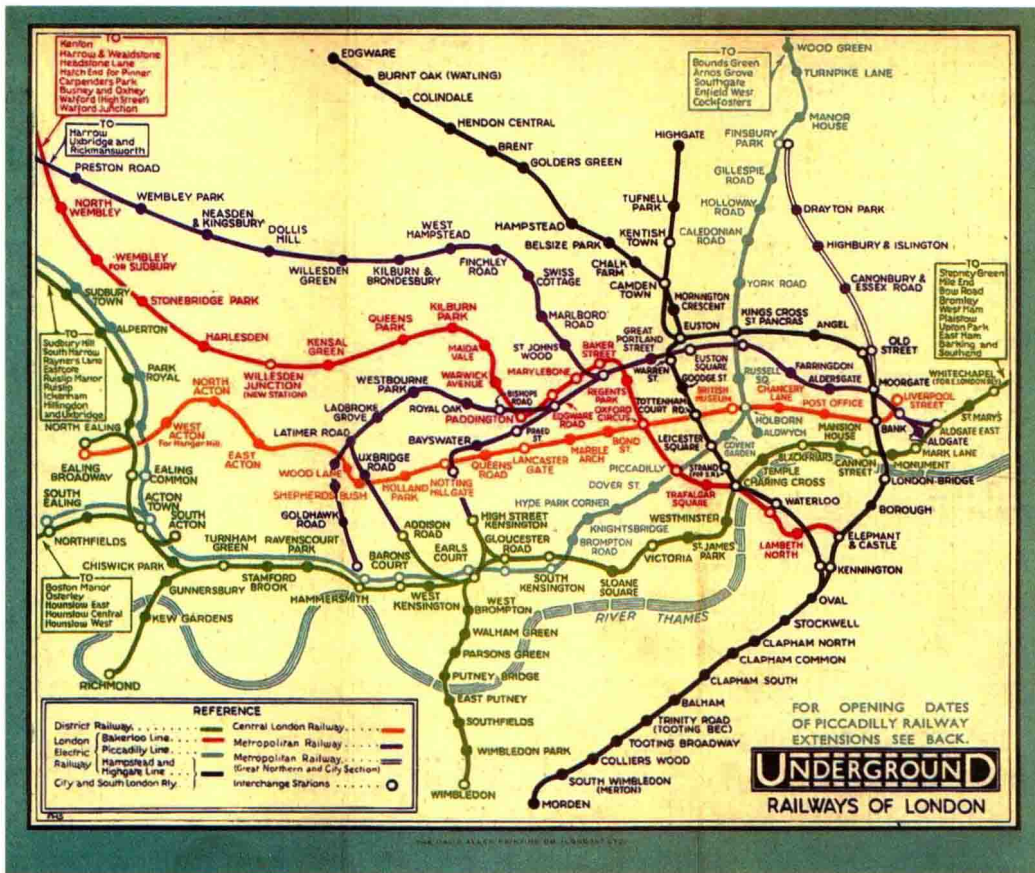 TO
Kenton
Harrow & Wealdstone
Headstone Lane
Hatch End for Pinner
Carpenders Park
Bushey and Oxhey
Watford (High Street)
Watford Junction
TO
Harrow
Uxbridge and
Rickmansworth
PRESTON ROAD
WEMBLEY PARK
NORTH
WEMBLEY
NEASDEN
& KINGSBURY
DOLLIS
HILL
WILLESDEN
GREEN
KILBURN &
BRONDESBURY
WEST
HAMPSTEAD
FINCHLEY
ROAD
SWISS
COTTAGE
MARLBORO'
ROAD
ST JOHNS
WOOD
EDGWARE
BURNT OAK (WATLING)
COLINDALE
HENDON CENTRAL
BRENT
GOLDERS GREEN
HAMPSTEAD
BELSIZE PARK
CHALK
FARM
CAMDEN
TOWN
HIGHGATE
TUFNELL
PARK
KENTISH
TOWN
MORNINGTON
CRESCENT
EUSTON
TO
Bounds Green
Arnos Grove
Southgate
Enfield West
Cockfosters
WOOD GREEN
TURNPIKE LANE
MANOR
HOUSE
FINSBURY
PARK
GILLESPIE
ROAD
HOLLOWAY
ROAD
CALEDONIAN
ROAD
YORK ROAD
KINGS CROSS
ST PANCRAS
DRAYTON PARK
HIGHBURY & ISLINGTON
CANONBURY &
ESSEX ROAD
ANGEL
OLD
STREET
MOORGATE
TO
Stepney Green
Mile End
Bow Road
Bromley
West Ham
Plaistow
Upton Park
East Ham
Barking and
Southend
WHITECHAPEL
ST MARY'S
LIVERPOOL
STREET
ALDGATE EAST
ALDGATE
MARK LANE
MONUMENT
BANK
CANNON
STREET
MANSION
HOUSE
BLACKFRIARS
TEMPLE
CHARING CROSS
FARRINGDON
ALDERSGATE
POST OFFICE
CHANCERY
LANE
RUSSELL
SQ.
HOLBORN
ALDWYCH
BRITISH
MUSEUM
COVENT
GARDEN
EUSTON
SQUARE
GOODGE ST.
WARREN
ST.
GREAT
PORTLAND
STREET
TOTTENHAM
COURT RD.
LEICESTER
SQUARE
STRAND
REGENTS
PARK
OXFORD
CIRCUS
BAKER
STREET
MARYLEBONE
EDGWARE
ROAD
BISHOPS
ROAD
PADDINGTON
PRAED
ST.
BOND
ST.
MARBLE
ARCH
LANCASTER
GATE
QUEENS
ROAD
NOTTING
HILL GATE
HOLLAND
PARK
SHEPHERDS BUSH
WOOD LANE
EAST
ACTON
NORTH
ACTON
WEST
ACTON
for Hanger Hill
WEMBLEY
FOR SUDBURY
STONEBRIDGE PARK
HARLESDEN
WILLESDEN
JUNCTION
(NEW STATION)
KENSAL
GREEN
QUEENS
PARK
KILBURN
PARK
MAIDA
VALE
WARWICK
AVENUE
WESTBOURNE
PARK
ROYAL OAK
LADBROKE
GROVE
LATIMER ROAD
BAYSWATER
UXBRIDGE
ROAD
GOLDHAWK
ROAD
ADDISON
ROAD
SUDBURY
TOWN
ALPERTON
PARK
ROYAL
TO
Sudbury Hill
South Harrow
Rayners Lane
Eastcote
Ruislip Manor
Ruislip
Ickenham
Hillingdon
and Uxbridge
NORTH EALING
EALING
BROADWAY
EALING
COMMON
SOUTH
EALING
ACTON
TOWN
SOUTH
ACTON
NORTHFIELDS
CHISWICK PARK
TURNHAM
GREEN
RAVENSCOURT
PARK
STAMFORD
BROOK
GUNNERSBURY
KEW GARDENS
RICHMOND
TO
Boston Manor
Osterley
Hounslow East
Hounslow Central
Hounslow West
HAMMERSMITH
BARONS
COURT
WEST
KENSINGTON
EARLS
COURT
HIGH STREET
KENSINGTON
GLOUCESTER
ROAD
SOUTH
KENSINGTON
BROMPTON
ROAD
KNIGHTSBRIDGE
HYDE PARK CORNER
DOVER ST.
PICCADILLY
TRAFALGAR
SQUARE
SLOANE
SQUARE
VICTORIA
ST. JAMES
PARK
WESTMINSTER
WATERLOO
LAMBETH
NORTH
ELEPHANT
& CASTLE
LONDON BRIDGE
BOROUGH
KENNINGTON
OVAL
STOCKWELL
CLAPHAM NORTH
CLAPHAM COMMON
CLAPHAM SOUTH
BALHAM
TRINITY ROAD
(TOOTING BEC)
TOOTING BROADWAY
COLLIERS WOOD
SOUTH WIMBLEDON
(MERTON)
MORDEN
WEST
BROMPTON
WALHAM GREEN
PARSONS GREEN
PUTNEY BRIDGE
EAST PUTNEY
SOUTHFIELDS
WIMBLEDON PARK
WIMBLEDON
RIVER THAMES
REFERENCE
District Railway
London
Electric
Railway
Bakerloo Line
Piccadilly Line
Hampstead and
Highgate Line
City and South London Rly.
Central London Railway
Metropolitan Railway
Metropolitan Railway
(Great Northern and City Section)
Interchange Stations
FOR OPENING DATES
OF PICCADILLY RAILWAY
EXTENSIONS SEE BACK.
UNDERGROUND
RAILWAYS OF LONDON